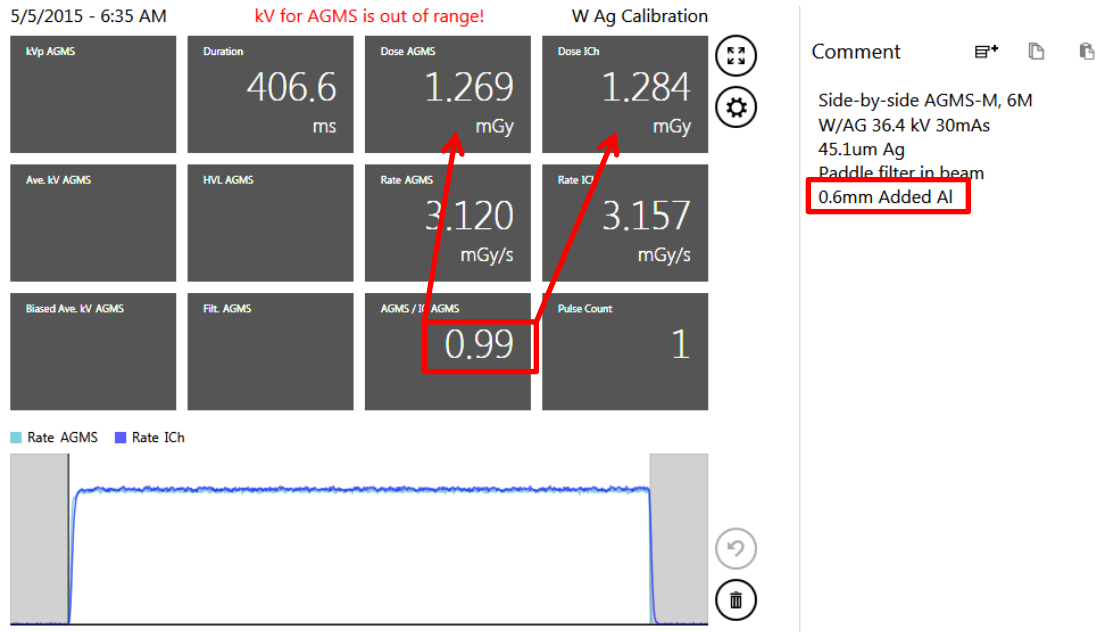 5/5/2015 - 6:35 AM
kV for AGMS is out of range!
W Ag Calibration
kVp AGMS
Duration
406.6
ms
Dose AGMS
1.269
mGy
Dose ICh
1.284
mGy
Ave. kV AGMS
HVL AGMS
Rate AGMS
3.120
mGy/s
Rate
3.157
mGy/s
Biased Ave. kV AGMS
Filt. AGMS
AGMS / AGMS
0.99
Pulse Count
1
Rate AGMS
Rate ICh
Comment
Side-by-side AGMS-M, 6M
W/AG 36.4 kV 30mAs
45.1um Ag
Paddle filter in beam
0.6mm Added Al